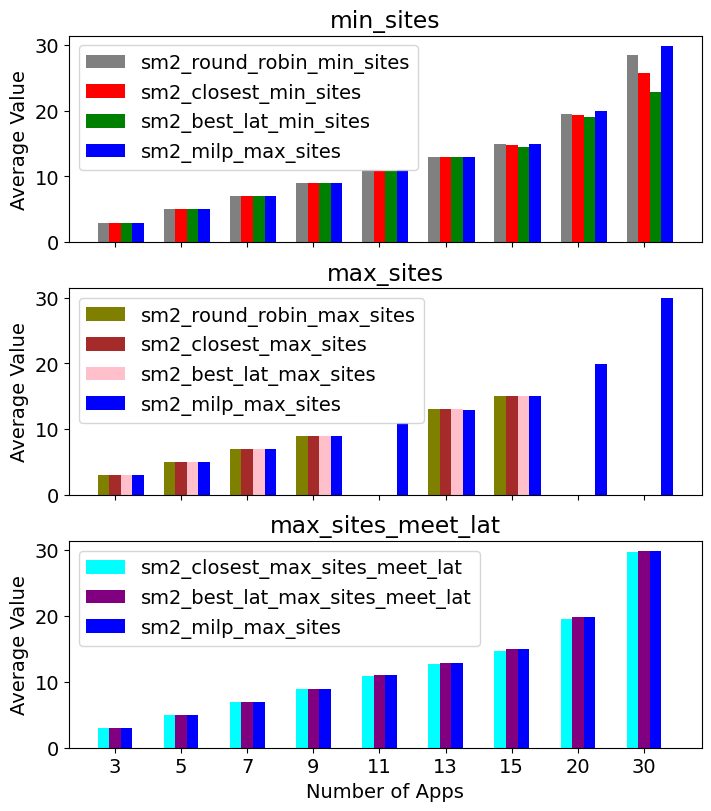 min_sites
30
20
10
0
Average Value
sm2_round_robin_min_sites
sm2_closest_min_sites
sm2_best_lat_min_sites
sm2_milp_max_sites
max_sites
30
20
10
0
Average Value
sm2_round_robin_max_sites
sm2_closest_max_sites
sm2_best_lat_max_sites
sm2_milp_max_sites
max_sites_meet_lat
30
20
10
0
Average Value
sm2_closest_max_sites_meet_lat
sm2_best_lat_max_sites_meet_lat
sm2_milp_max_sites
3 5 7 9 11 13 15 20 30
Number of Apps